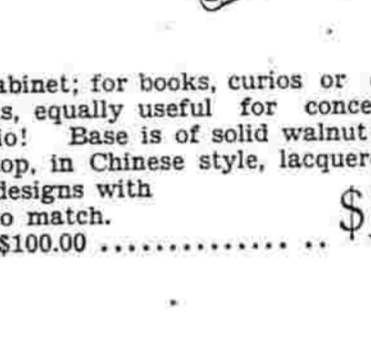 abinet; for books, curios or
s, equally useful for conce
io! Base is of solid walnut
op, in Chinese style, lacquer
designs with
o match.
$100.00 .............. ..
$